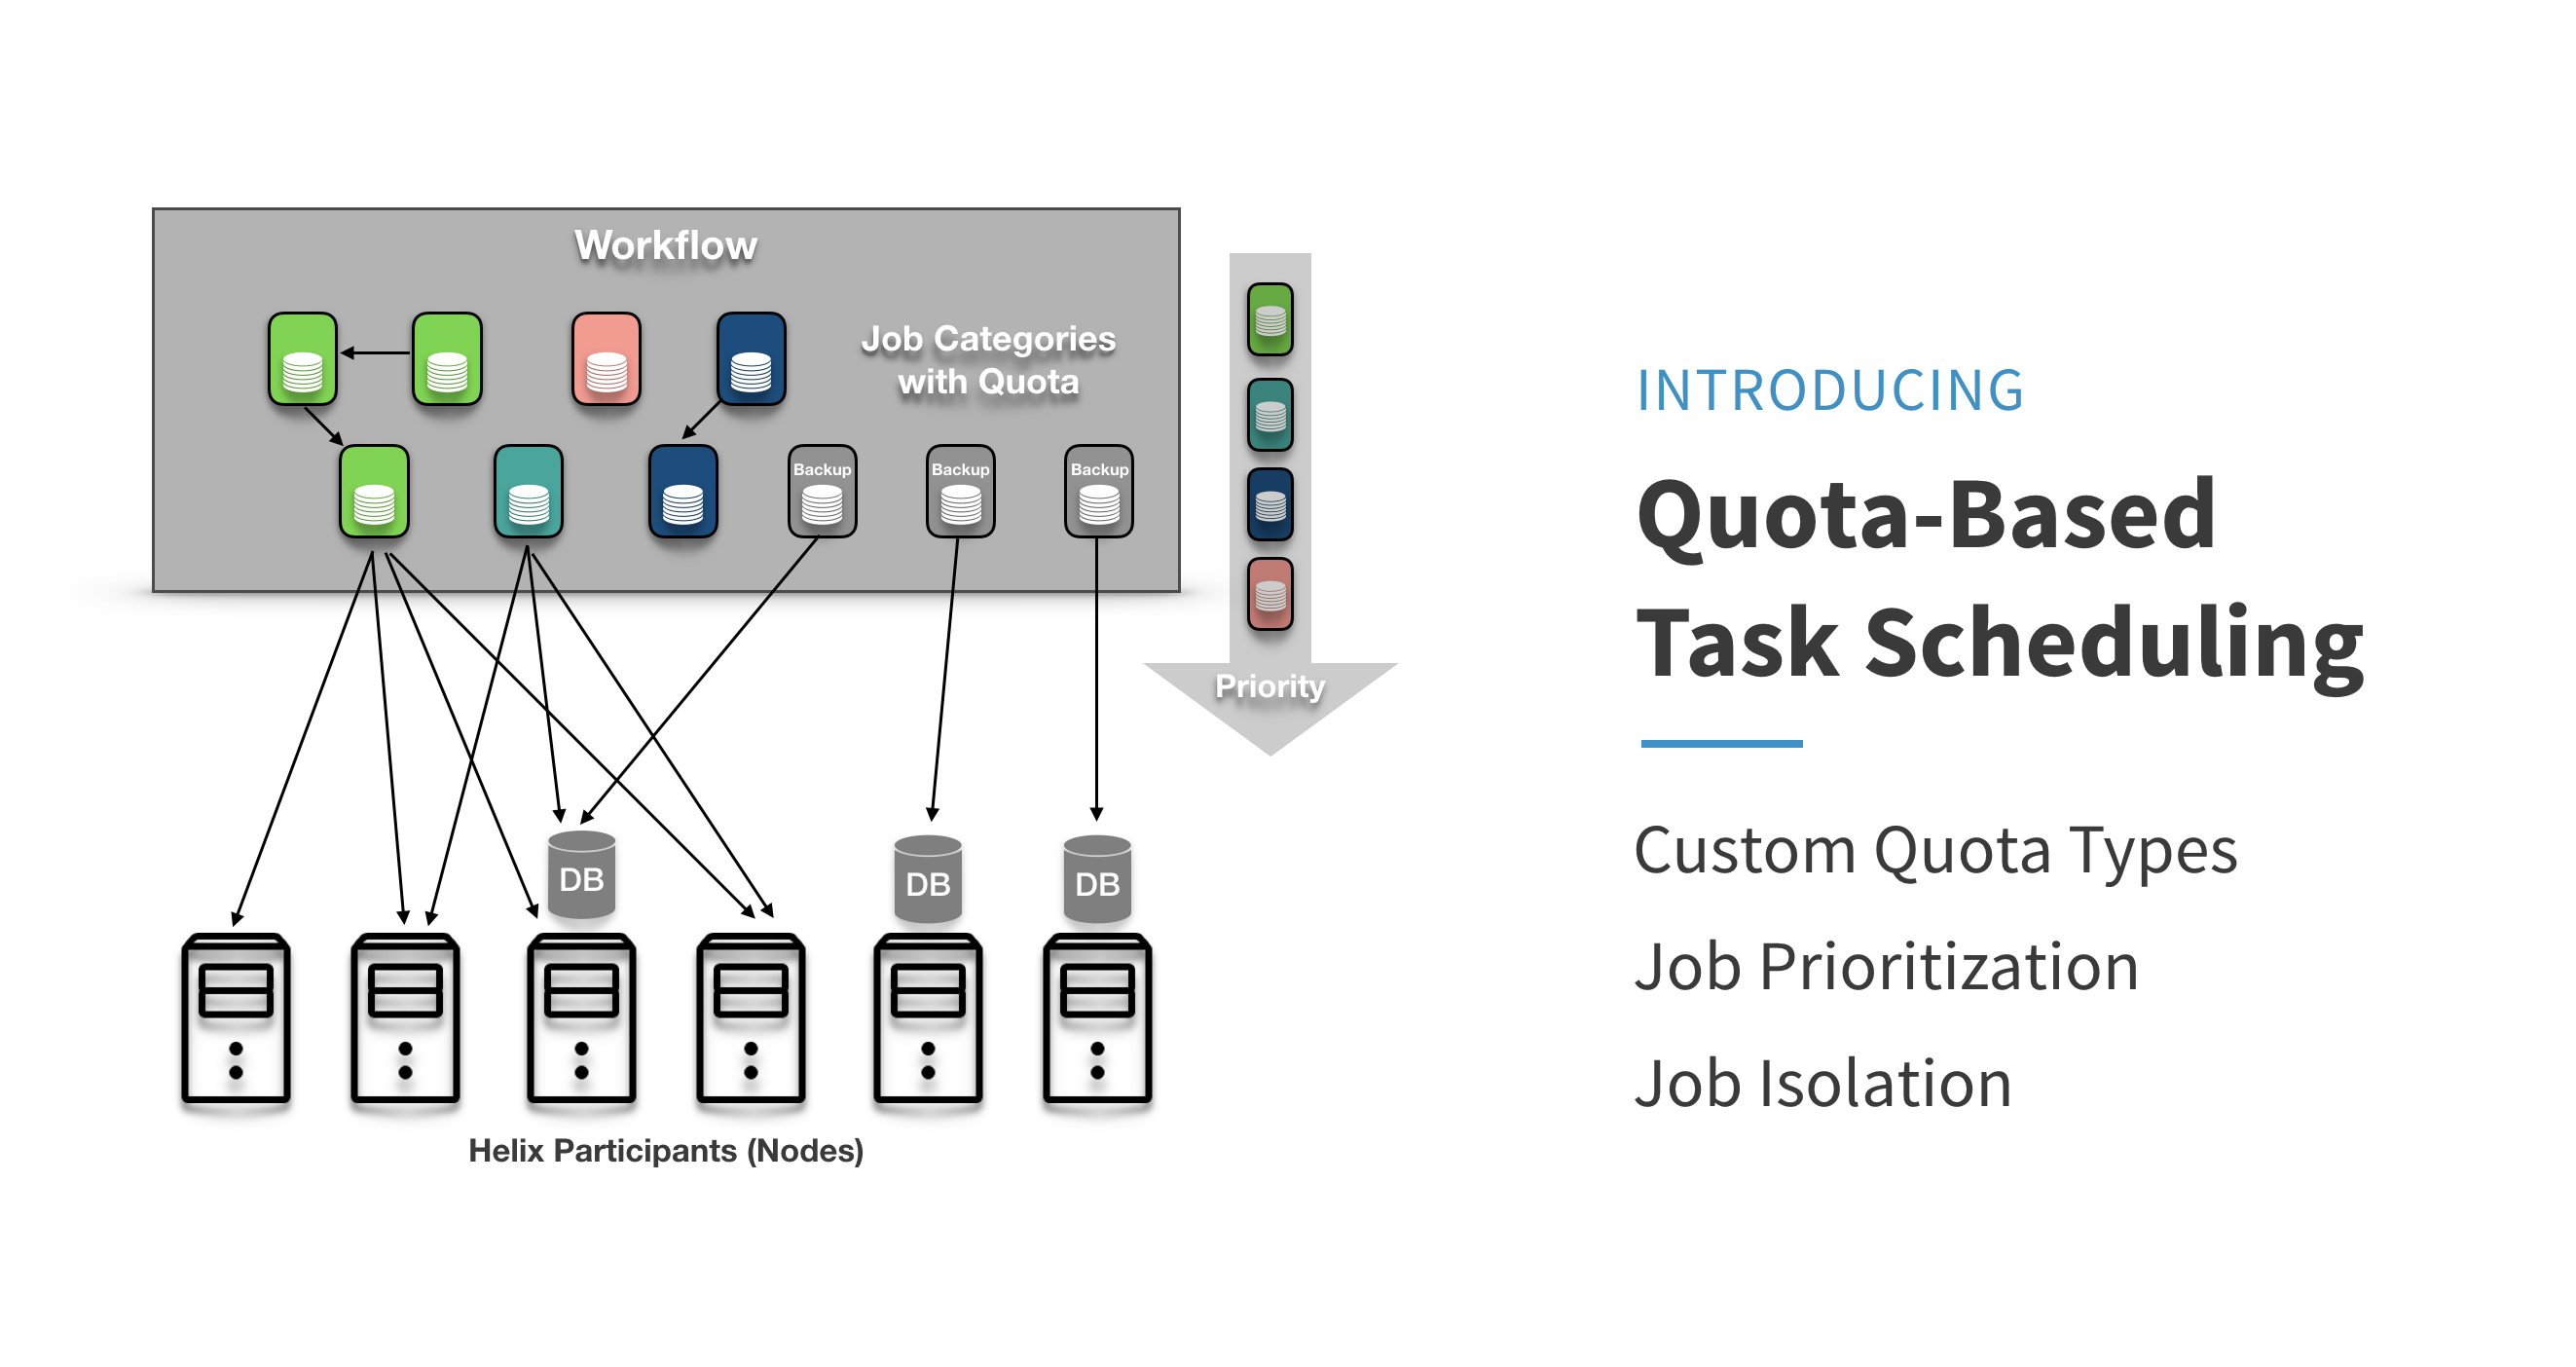 Workflow
Job Categories
with Quota
Backup
Backup
Backup
Priority
DB
DB
DB
Helix Participants (Nodes)
INTRODUCING
Quota-Based
Task Scheduling
Custom Quota Types
Job Prioritization
Job Isolation